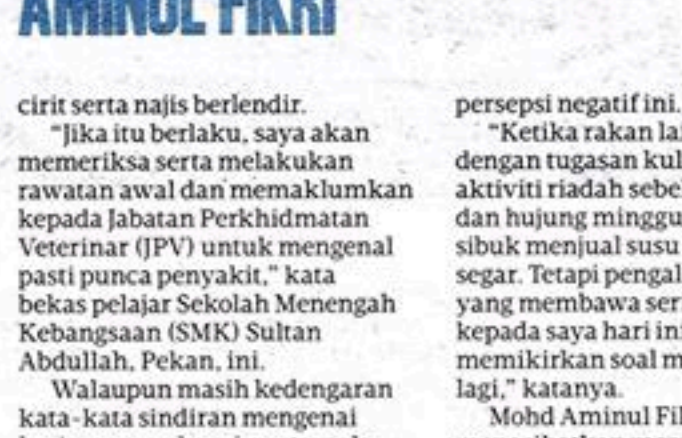 AMINUL FIKRI
cirit serta najis berlendir.
"Jika itu berlaku, saya akan
memeriksa serta melakukan
rawatan awal dan memaklumkan
kepada Jabatan Perkhidmatan
Veterinar (JPV) untuk mengenal
pasti punca penyakit," kata
bekas pelajar Sekolah Menengah
Kebangsaan (SMK) Sultan
Abdullah, Pekan, ini.
Walaupun masih kedengaran
kata-kata sindiran mengenai
persepsi negatif ini.
"Ketika rakan lai
dengan tugasan kul
aktiviti riadah sebe
dan hujung minggu
sibuk menjual susu
segar. Tetapi pengal
yang membawa ser
kepada saya hari in
memikirkan soal m
lagi," katanya.
Mohd Aminul Fi